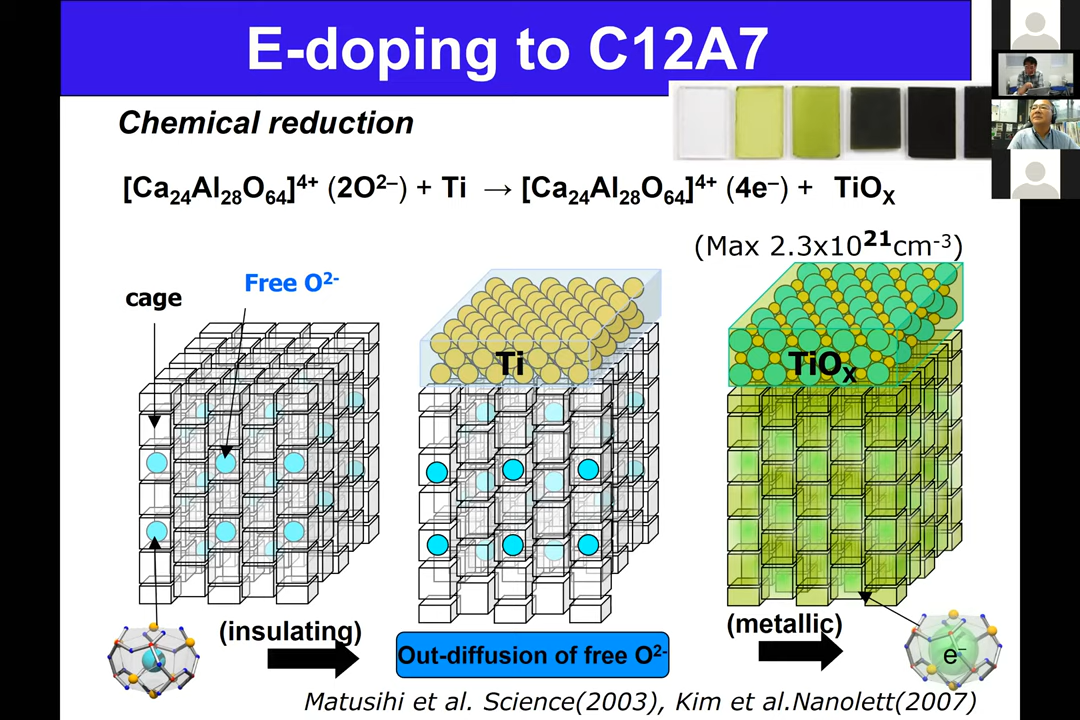 E-doping to C12A7
Chemical reduction
[Ca24Al28O64]4+ (2O2–) + Ti → [Ca24Al28O64]4+ (4e–) + TiOX
(Max 2.3x1021cm-3)
Free O2-
cage
Ti
TiOx
(insulating)
Out-diffusion of free O2-
(metallic)
e–
Matusihi et al. Science(2003), Kim et al.Nanolett(2007)